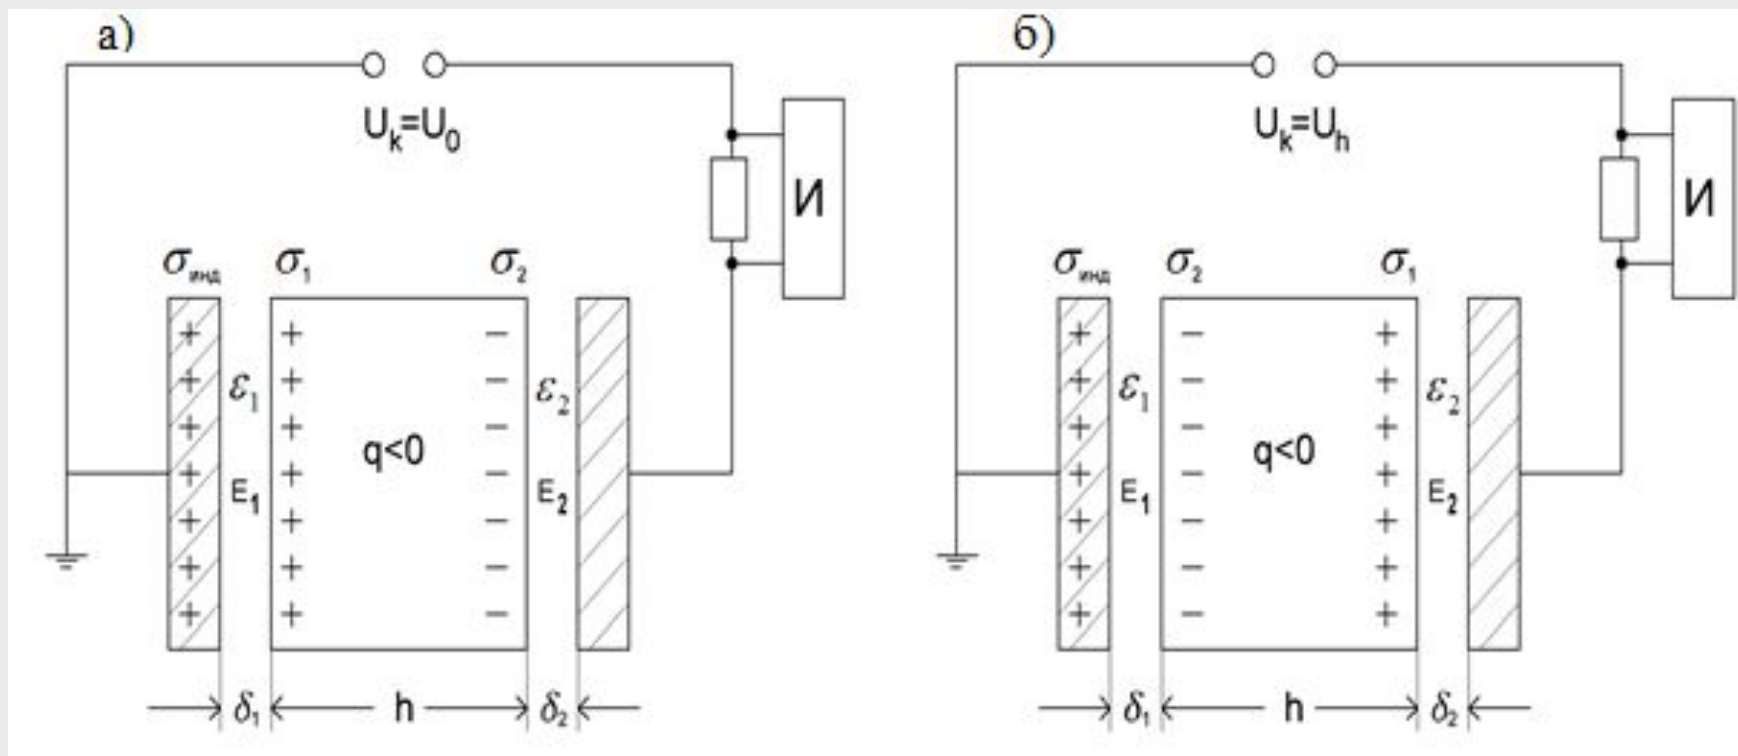 а)
U_k=U_0
И
σ_инд σ_1 σ_2
+ + −
+ ε_1 + − ε_2
+ + −
q<0
+ E_1 + − E_2
+ + −
+ + −
+ + −
δ_1 h δ_2
б)
U_k=U_h
И
σ_инд σ_2 σ_1
+ − +
+ ε_1 − + ε_2
+ − +
q<0
+ E_1 − + E_2
+ − +
+ − +
+ − +
δ_1 h δ_2